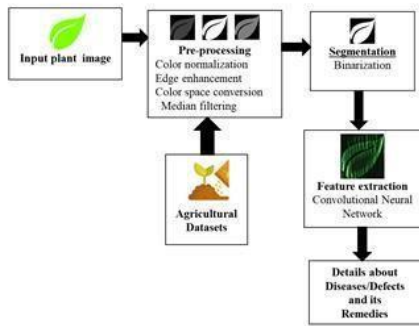 Input plant image
Pre-processing
Color normalization
Edge enhancement
Color space conversion
Median filtering
Segmentation
Binarization
Agricultural
Datasets
Feature extraction
Convolutional Neural
Network
Details about
Diseases/Defects
and its
Remedies